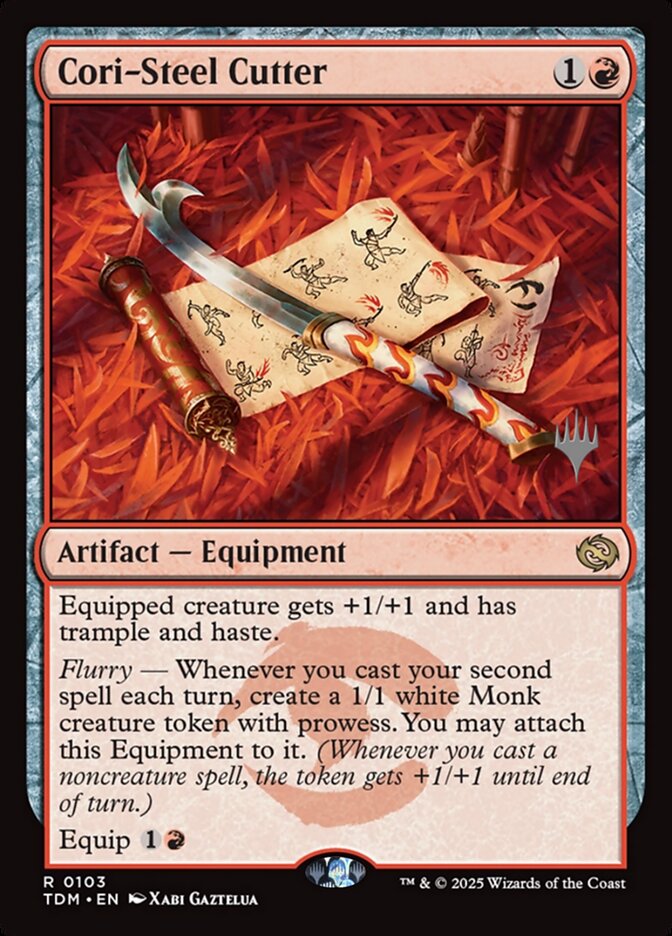 Cori-Steel Cutter 1
Artifact — Equipment
Equipped creature gets +1/+1 and has
trample and haste.
Flurry — Whenever you cast your second
spell each turn, create a 1/1 white Monk
creature token with prowess. You may attach
this Equipment to it. (Whenever you cast a
noncreature spell, the token gets +1/+1 until end
of turn.)
Equip 1
R 0103
TDM • EN Xabi Gaztelua
™ & © 2025 Wizards of the Coast